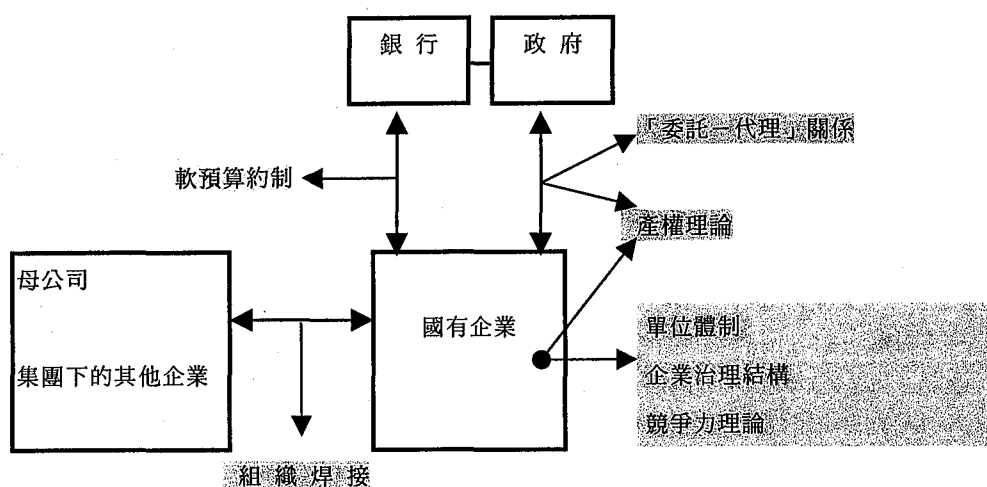 銀 行
政 府
「委託－代理」關係
軟預算約制
產權理論
母公司
國有企業
單位體制
集團下的其他企業
企業治理結構
競爭力理論
組 織 焊 接